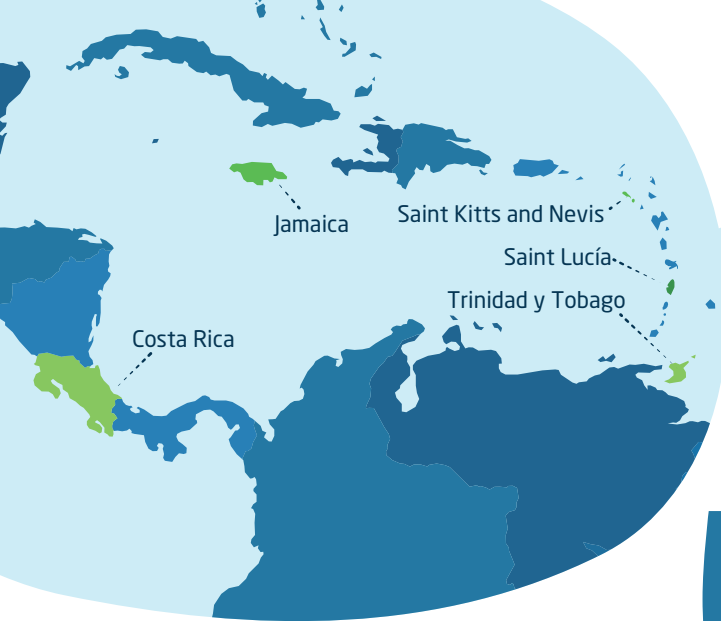 Jamaica
Saint Kitts and Nevis
Saint Lucía
Trinidad y Tobago
Costa Rica